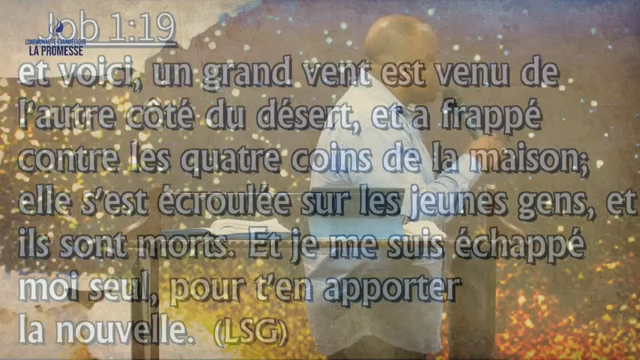 Job 1:19
COMMUNAUTÉ ÉVANGÉLIQUE
LA PROMESSE
et voici, un grand vent est venu de
l'autre côté du désert, et a frappé
contre les quatre coins de la maison;
elle s'est écroulée sur les jeunes gens, et
ils sont morts. Et je me suis échappé
moi seul, pour t'en apporter
la nouvelle. (LSG)